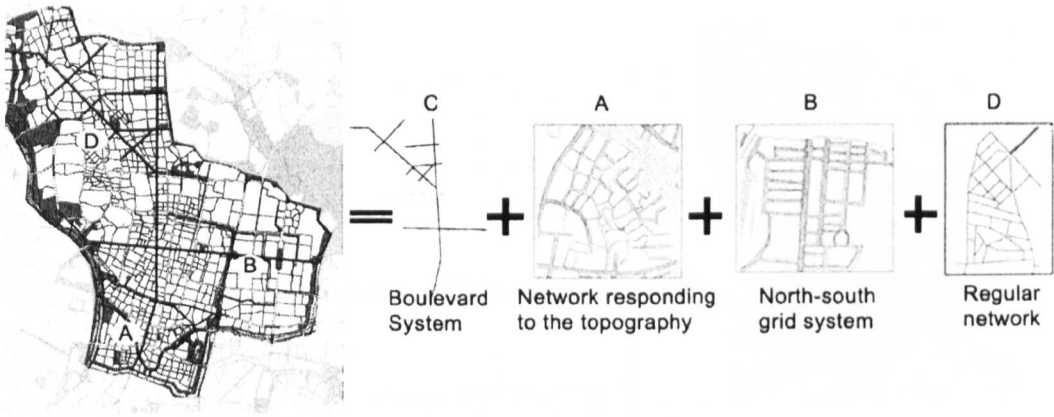 C
A
B
D
D
B
A
=
+
+
+
Boulevard
System
Network responding
to the topography
North-south
grid system
Regular
network